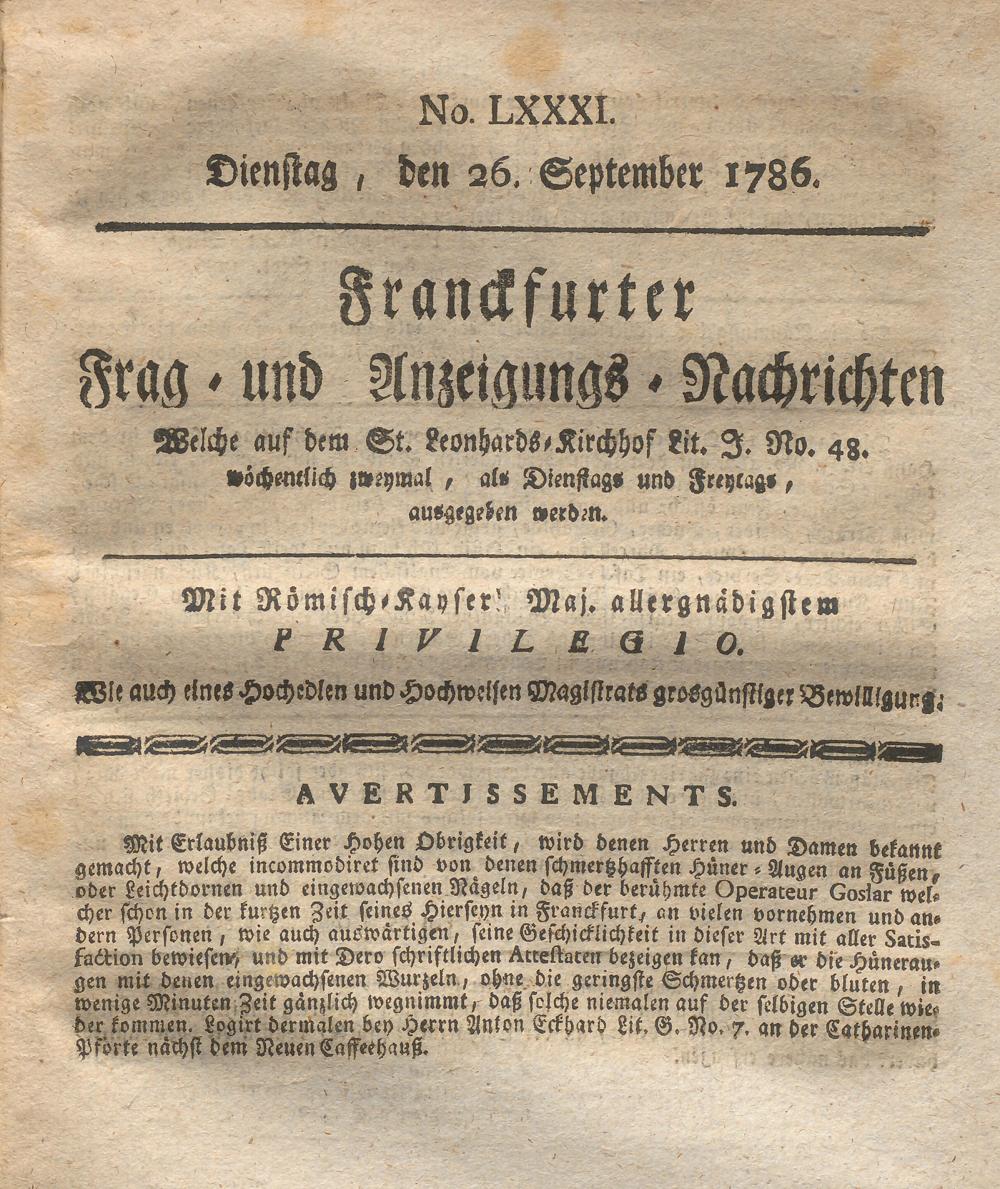 No. LXXXI.
Dienstag, den 26. September 1786.
Franckfurter
Frag- und Anzeigungs-Nachrichten
Welche auf dem St. Leonhards-Kirchhof Lit. J. No. 48.
wöchentlich zweymal, als Dienstags und Freytags,
ausgegeben werden.
Mit Römisch-Kayserl. Maj. allergnädigstem
PRIVILEGIO.
Wie auch eines Hochedlen und Hochweisen Magistrats grosgünstiger Bewilligung.
AVERTISSEMENTS.
Mit Erlaubniß Einer Hohen Obrigkeit, wird denen Herren und Damen bekannt
gemacht, welche incommodiret sind von denen schmertzhafften Hüner-Augen an Füßen,
oder Leichtdornen und eingewachsenen Nägeln, daß der berühmte Operateur Goslar wel-
cher schon in der kurtzen Zeit seines Hierseyn in Franckfurt, an vielen vornehmen und an-
dern Personen, wie auch auswärtigen, seine Geschicklichkeit in dieser Art mit aller Satis-
faction bewiesen, und mit Dero schriftlichen Attestaten bezeigen kan, daß er die Hünerau-
gen mit denen eingewachsenen Wurzeln, ohne die geringste Schmertzen oder bluten, in
wenige Minuten Zeit gänzlich wegnimmt, daß solche niemalen auf der selbigen Stelle wie-
der kommen. Logirt dermalen bey Herrn Anton Eckhard Lit. G. No. 7. an der Catharinen-
Pforte nächst dem Neuen Caffeehauß.